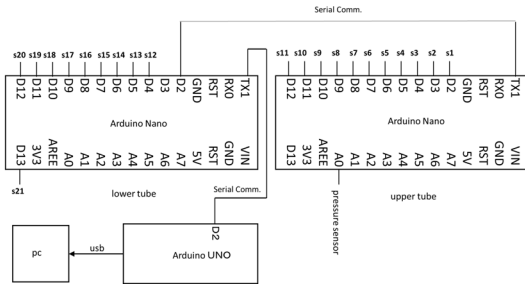 Serial Comm.
s20 s19 s18 s17 s16 s15 s14 s13 s12
s11 s10 s9 s8 s7 s6 s5 s4 s3 s2 s1
D12 D11 D10 D9 D8 D7 D6 D5 D4 D3 D2 GND RST RX0 TX1
D12 D11 D10 D9 D8 D7 D6 D5 D4 D3 D2 GND RST RX0 TX1
Arduino Nano
Arduino Nano
D13 3V3 AREE A0 A1 A2 A3 A4 A5 A6 A7 5V RST GND VIN
D13 3V3 AREE A0 A1 A2 A3 A4 A5 A6 A7 5V RST GND VIN
s21
lower tube
Serial Comm.
pressure sensor
upper tube
D2
pc
usb
Arduino UNO